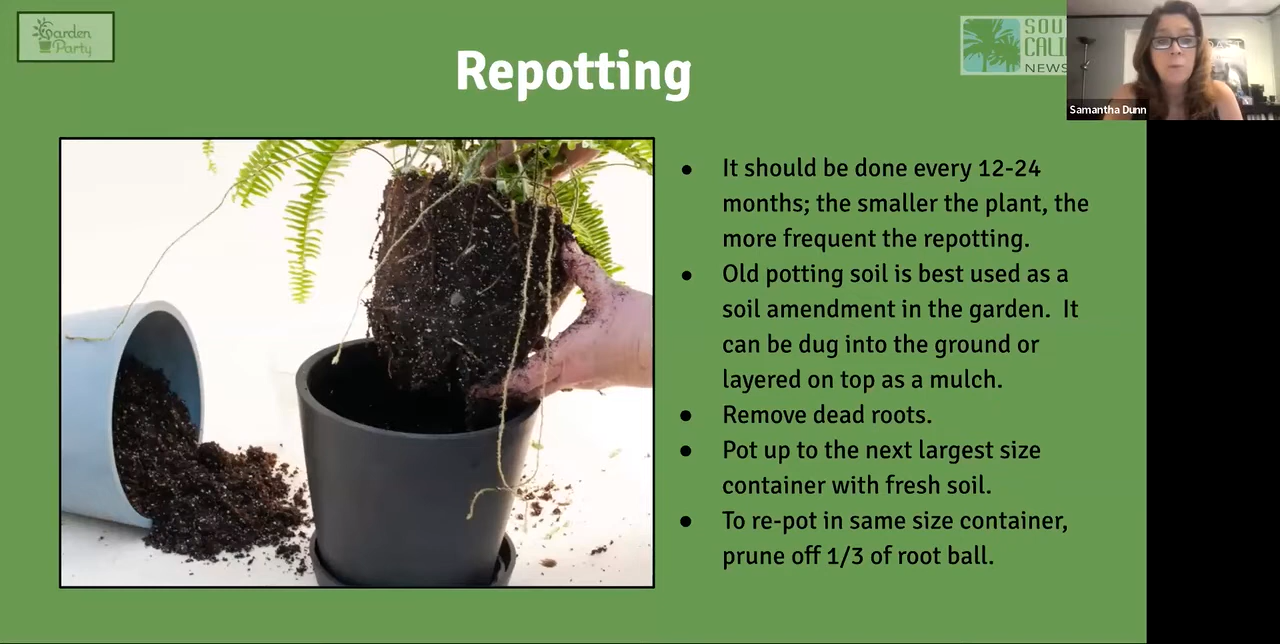 Garden
Party
Repotting
SOU
CALI
NEWS
Samantha Dunn
● It should be done every 12-24
months; the smaller the plant, the
more frequent the repotting.
● Old potting soil is best used as a
soil amendment in the garden.  It
can be dug into the ground or
layered on top as a mulch.
● Remove dead roots.
● Pot up to the next largest size
container with fresh soil.
● To re-pot in same size container,
prune off 1/3 of root ball.